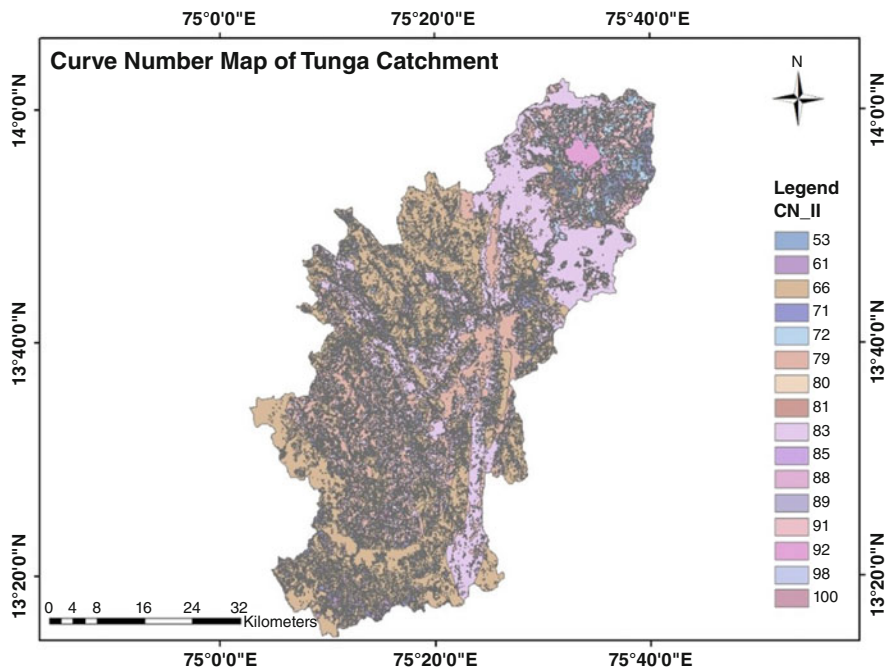 75°0'0"E 75°20'0"E 75°40'0"E
Curve Number Map of Tunga Catchment
N
14°0'0"N 14°0'0"N
Legend
CN_II
53
61
66
71
72
13°40'0"N 13°40'0"N
79
80
81
83
85
88
89
91
92
98
100
13°20'0"N 13°20'0"N
0 4 8 16 24 32
Kilometers
75°0'0"E 75°20'0"E 75°40'0"E